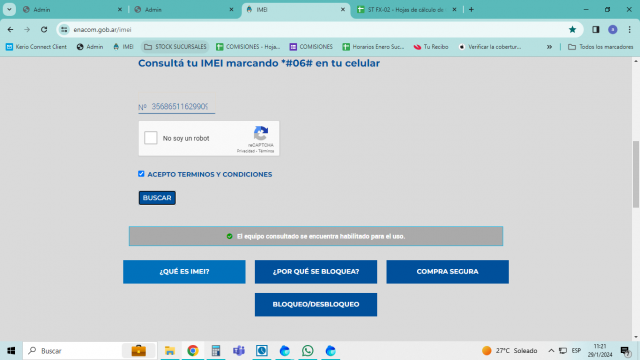 Admin
Admin
IMEI
ST FX-02 - Hojas de cálculo de
enacom.gob.ar/imei
Kerio Connect Client
Admin
STOCK SUCURSALES
COMISIONES - Hoja...
COMISIONES
Horarios Enero Suc...
Tu Recibo
Verificar la cobertur...
Todos los marcadores
Consultá tu IMEI marcando *#06# en tu celular
Nº 35686511629909
No soy un robot
reCAPTCHA
Privacidad - Términos
ACEPTO TERMINOS Y CONDICIONES
BUSCAR
El equipo consultado se encuentra habilitado para el uso.
¿QUÉ ES IMEI?
¿POR QUÉ SE BLOQUEA?
COMPRA SEGURA
BLOQUEO/DESBLOQUEO
Buscar
27°C Soleado
ESP
11:21
29/1/2024